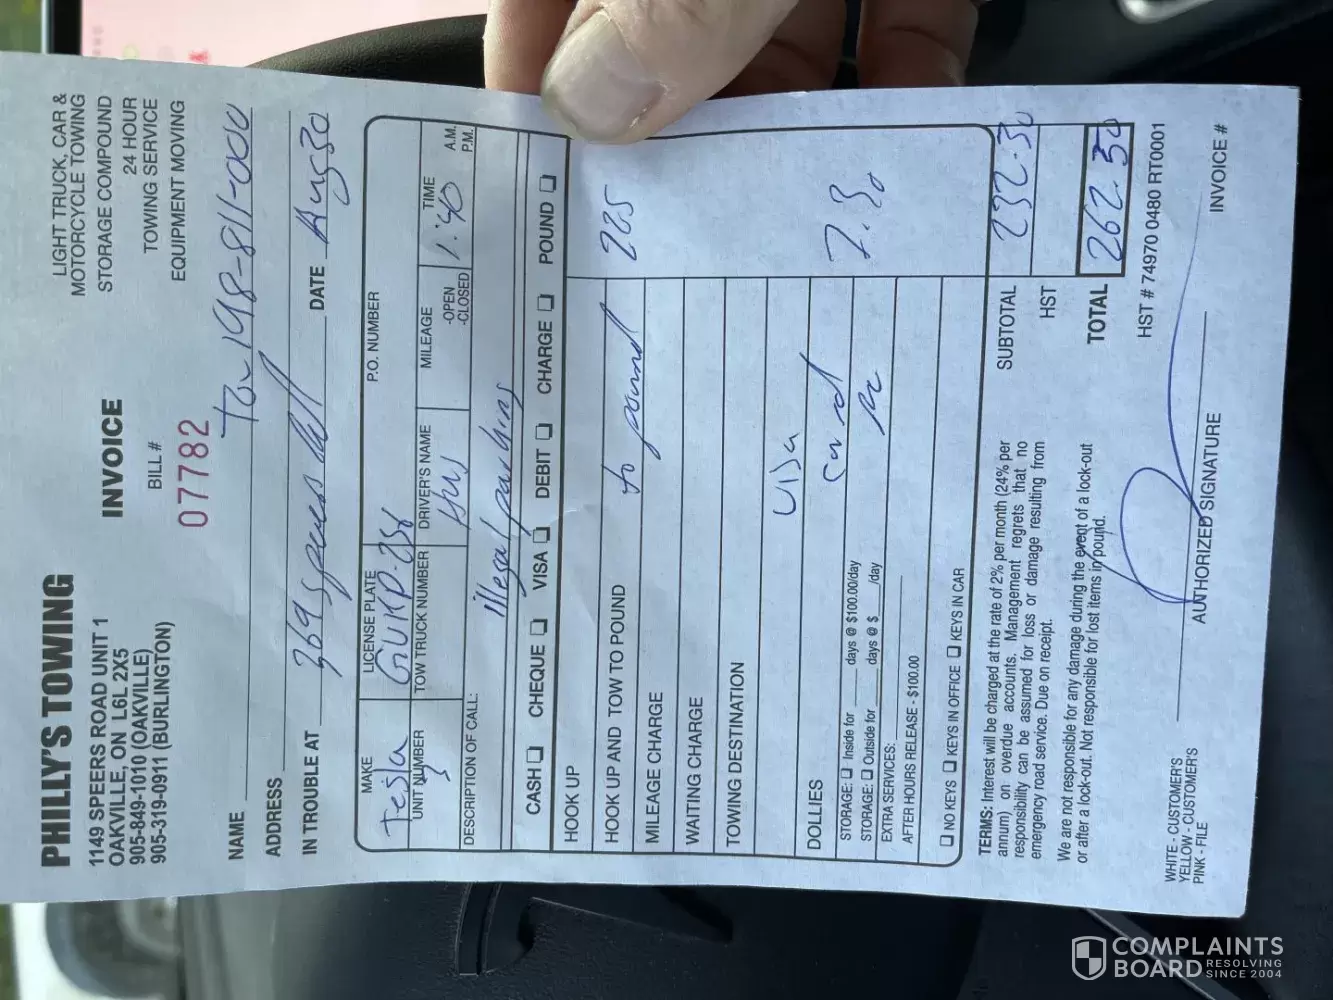 PHILLY'S TOWING
1149 SPEERS ROAD UNIT 1
OAKVILLE, ON L6L 2X5
905-849-1010 (OAKVILLE)
905-319-0911 (BURLINGTON)
INVOICE
BILL #
07782
LIGHT TRUCK, CAR &
MOTORCYCLE TOWING
STORAGE COMPOUND
24 HOUR
TOWING SERVICE
EQUIPMENT MOVING
NAME 198-811-000
ADDRESS
IN TROUBLE AT 369 speers DATE Aug 30
MAKE LICENSE PLATE P.O. NUMBER
Tesla
UNIT NUMBER TOW TRUCK NUMBER DRIVER'S NAME MILEAGE TIME
-OPEN
-CLOSED
1:40
A.M.
P.M.
DESCRIPTION OF CALL: illegal parking
CASH CHEQUE VISA DEBIT CHARGE POUND
HOOK UP
HOOK UP AND TOW TO POUND to pound 225
MILEAGE CHARGE
WAITING CHARGE
TOWING DESTINATION
visa
DOLLIES card
STORAGE: Inside for days @ $100.00/day 7.30
STORAGE: Outside for days @ $ /day
EXTRA SERVICES:
AFTER HOURS RELEASE - $100.00
NO KEYS KEYS IN OFFICE KEYS IN CAR
TERMS: Interest will be charged at the rate of 2% per month (24% per
annum) on overdue accounts. Management regrets that no
responsibility can be assumed for loss or damage resulting from
emergency road service. Due on receipt.
We are not responsible for any damage during the event of a lock-out
or after a lock-out. Not responsible for lost items in pound.
SUBTOTAL 232.30
HST
TOTAL 262.50
HST # 74970 0480 RT0001
WHITE - CUSTOMER'S
YELLOW - CUSTOMER'S
PINK - FILE
AUTHORIZED SIGNATURE
INVOICE #
COMPLAINTS
BOARD RESOLVING
SINCE 2004